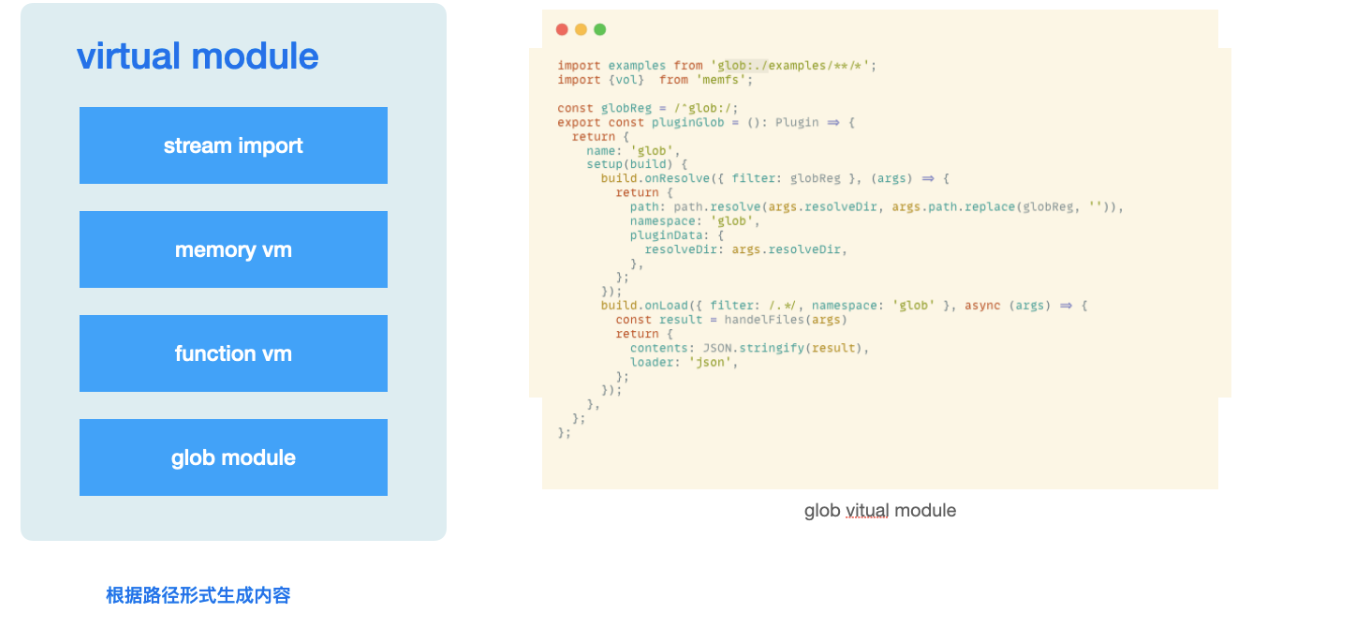 virtual module
stream import
memory vm
function vm
glob module
根据路径形式生成内容
import examples from 'glob:./examples/**/*';
import {vol}  from 'memfs';
const globReg = /^glob:/;
export const pluginGlob = (): Plugin => {
  return {
    name: 'glob',
    setup(build) {
      build.onResolve({ filter: globReg }, (args) => {
        return {
          path: path.resolve(args.resolveDir, args.path.replace(globReg, '')),
          namespace: 'glob',
          pluginData: {
            resolveDir: args.resolveDir,
          },
        };
      });
      build.onLoad({ filter: /.*/, namespace: 'glob' }, async (args) => {
        const result = handelFiles(args)
        return {
          contents: JSON.stringify(result),
          loader: 'json',
        };
      });
    },
  };
};
glob vitual module